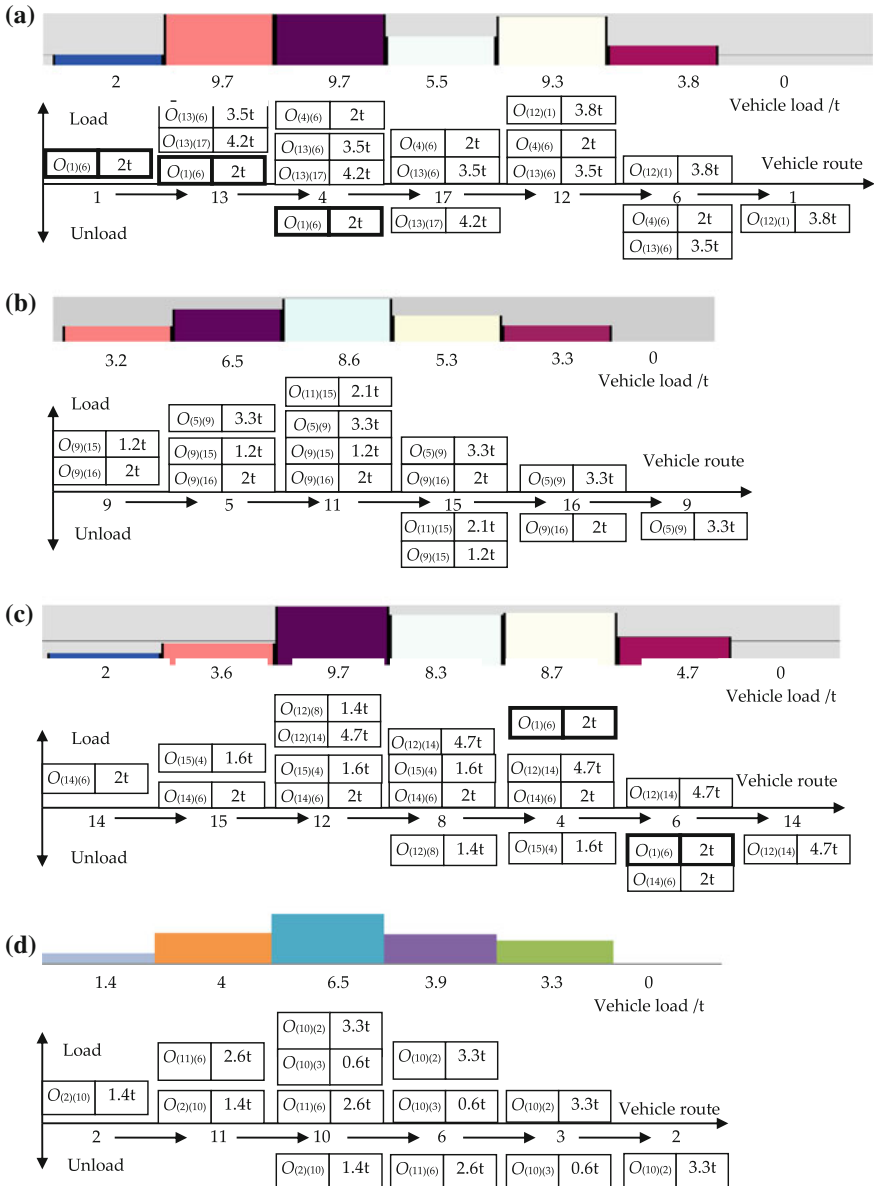 (a)
2 9.7 9.7 5.5 9.3 3.8 0
Vehicle load /t
Load
O(12)(1) 3.8t
O(13)(6) 3.5t O(4)(6) 2t
O(13)(17) 4.2t O(13)(6) 3.5t O(4)(6) 2t O(4)(6) 2t
O(1)(6) 2t O(1)(6) 2t O(13)(17) 4.2t O(13)(6) 3.5t O(13)(6) 3.5t O(12)(1) 3.8t Vehicle route
1 13 4 17 12 6 1
Unload
O(1)(6) 2t O(13)(17) 4.2t O(4)(6) 2t O(12)(1) 3.8t
O(13)(6) 3.5t
(b)
3.2 6.5 8.6 5.3 3.3 0
Vehicle load /t
Load
O(11)(15) 2.1t
O(5)(9) 3.3t O(5)(9) 3.3t
O(9)(15) 1.2t O(9)(15) 1.2t O(9)(15) 1.2t O(5)(9) 3.3t Vehicle route
O(9)(16) 2t O(9)(16) 2t O(9)(16) 2t O(9)(16) 2t O(5)(9) 3.3t
9 5 11 15 16 9
Unload
O(11)(15) 2.1t O(9)(16) 2t O(5)(9) 3.3t
O(9)(15) 1.2t
(c)
2 3.6 9.7 8.3 8.7 4.7 0
Vehicle load /t
Load
O(12)(8) 1.4t O(1)(6) 2t
O(12)(14) 4.7t O(12)(14) 4.7t
O(15)(4) 1.6t O(15)(4) 1.6t O(15)(4) 1.6t O(12)(14) 4.7t Vehicle route
O(14)(6) 2t O(14)(6) 2t O(14)(6) 2t O(14)(6) 2t O(14)(6) 2t O(12)(14) 4.7t
14 15 12 8 4 6 14
Unload
O(12)(8) 1.4t O(15)(4) 1.6t O(1)(6) 2t O(12)(14) 4.7t
O(14)(6) 2t
(d)
1.4 4 6.5 3.9 3.3 0
Vehicle load /t
Load
O(10)(2) 3.3t
O(11)(6) 2.6t O(10)(3) 0.6t O(10)(2) 3.3t
O(2)(10) 1.4t O(2)(10) 1.4t O(11)(6) 2.6t O(10)(3) 0.6t O(10)(2) 3.3t Vehicle route
2 11 10 6 3 2
Unload
O(2)(10) 1.4t O(11)(6) 2.6t O(10)(3) 0.6t O(10)(2) 3.3t